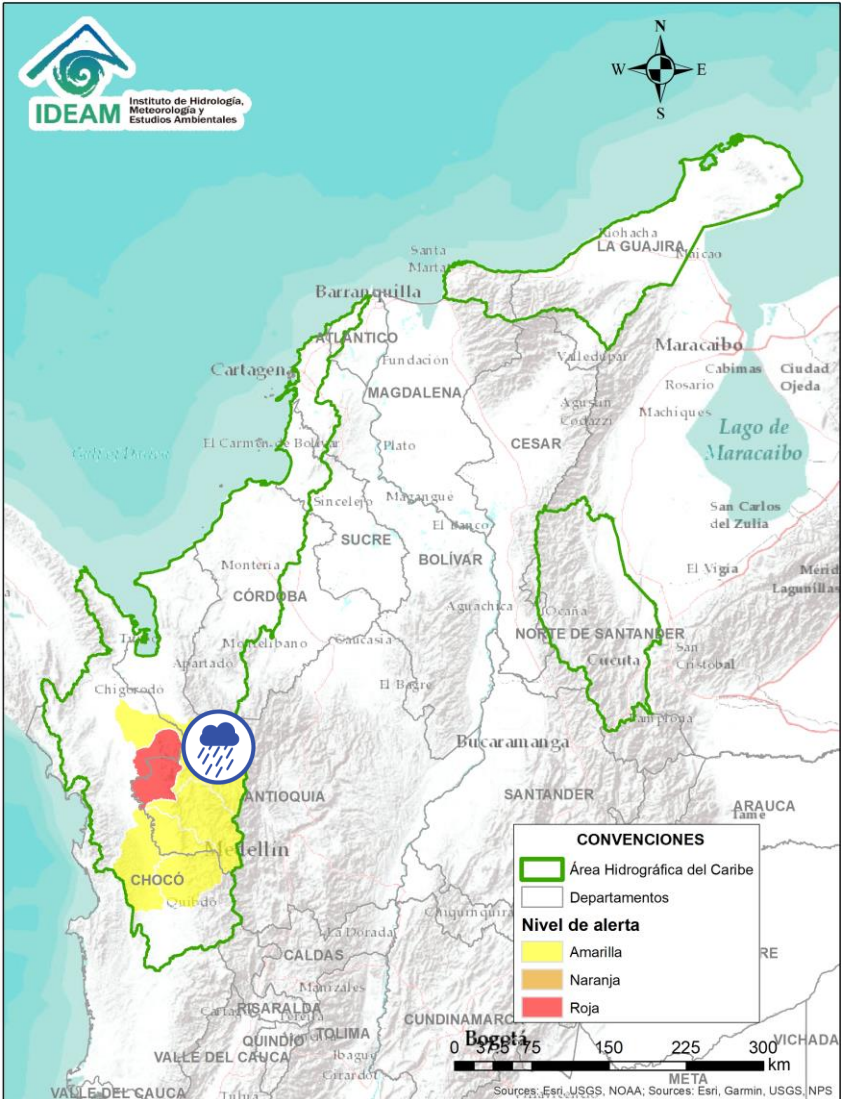 IDEAM
Instituto de Hidrología,
Meteorología y
Estudios Ambientales
N
W
E
S
Riohacha
LA GUAJIRA
Maicao
Santa
Marta
Barranquilla
ATLÁNTICO
Fundación
Valledupar
Maracaibo
Cabimas
Ciudad
Ojeda
Cartagena
MAGDALENA
Rosario
Agustín
Codazzi
Machiques
Lago de
Maracaibo
El Carmen de Bolívar
Plato
CESAR
Sincelejo
Magangué
San Carlos
del Zulia
El Banco
SUCRE
BOLÍVAR
Montería
El Vigía
Lagunillas
CÓRDOBA
Aguachica
Ocaña
NORTE DE SANTANDER
Montelíbano
Caucasia
Apartadó
Cúcuta
San
Cristóbal
El Bagre
Chigorodó
Pamplona
Bucaramanga
ANTIOQUIA
SANTANDER
ARAUCA
Tame
Medellín
CHOCÓ
Quibdó
CONVENCIONES
Área Hidrográfica del Caribe
Departamentos
Nivel de alerta
Amarilla
Naranja
Roja
La Dorada
CALDAS
Manizales
RISARALDA
QUINDÍO
TOLIMA
CUNDINAMARC
Bogotá
VICHADA
VALLE DEL CAUCA
Ibagué
Girardot
META
VALLE DEL CAUCA
Tuluá
0 37,5 75 150 225 300
km
Sources: Esri, USGS, NOAA; Sources: Esri, Garmin, USGS, NPS